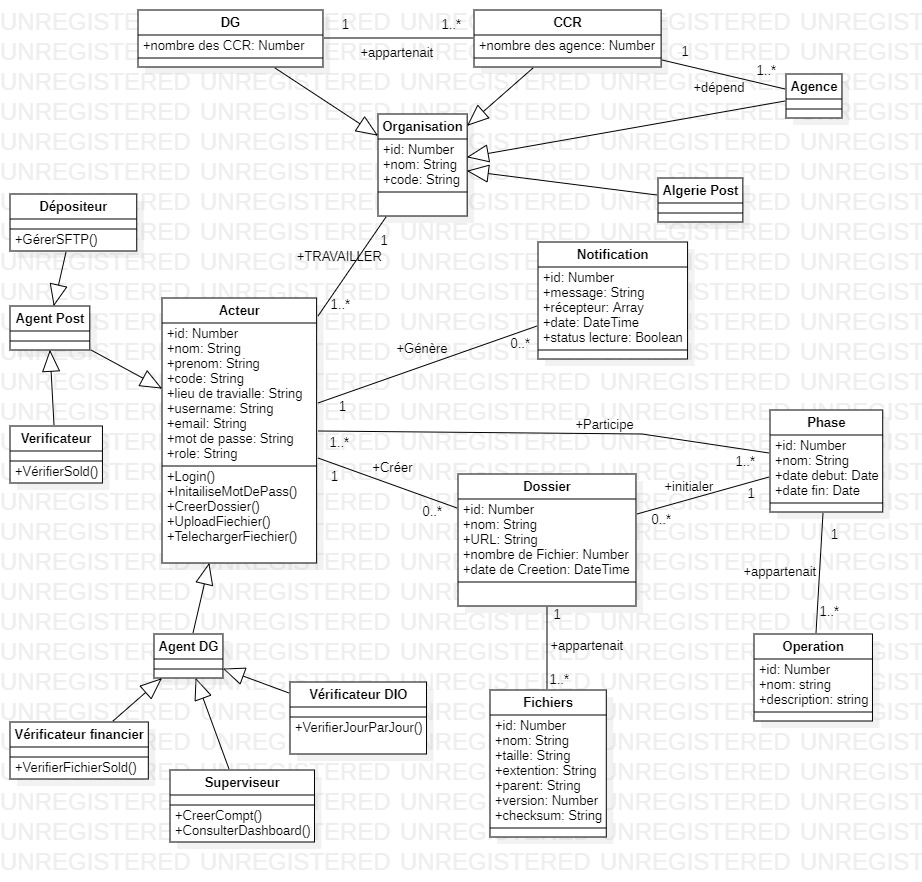 DG
+nombre des CCR: Number
1
1..*
+appartenait
CCR
+nombre des agence: Number
1
1..*
+dépend
Agence
Organisation
+id: Number
+nom: String
+code: String
Algerie Post
Dépositeur
+GérerSFTP()
1
+TRAVAILLER
1..*
Notification
+id: Number
+message: String
+récepteur: Array
+date: DateTime
+status lecture: Boolean
Agent Post
Acteur
+id: Number
+nom: String
+prenom: String
+code: String
+lieu de travialle: String
+username: String
+email: String
+mot de passe: String
+role: String
+Login()
+InitailiseMotDePass()
+CreerDossier()
+UploadFiechier()
+TelechargerFiechier()
+Génère
0..*
1
Verificateur
+VérifierSold()
+Participe
1..*
1..*
Phase
+id: Number
+nom: String
+date debut: Date
+date fin: Date
+Créer
1
0..*
Dossier
+id: Number
+nom: String
+URL: String
+nombre de Fichier: Number
+date de Creetion: DateTime
+initialer
1
0..*
1
+appartenait
1..*
1
+appartenait
1..*
Operation
+id: Number
+nom: string
+description: string
Agent DG
Vérificateur DIO
+VerifierJourParJour()
Vérificateur financier
+VerifierFichierSold()
Superviseur
+CreerCompt()
+ConsulterDashboard()
Fichiers
+id: Number
+nom: String
+taille: String
+extention: String
+parent: String
+version: Number
+checksum: String
UNREGISTERED